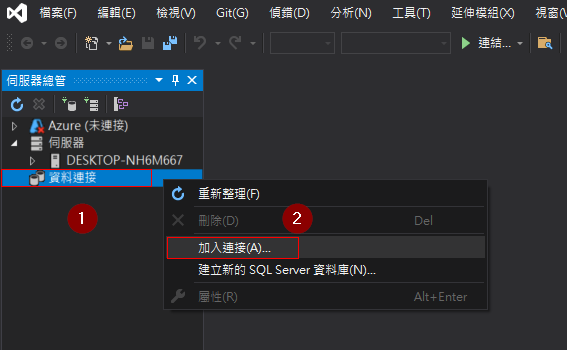 檔案(F) 檢視(V) Git(G) 偵錯(D) 分析(N) 工具(T) 延伸模組(X) 視窗(
連結...
伺服器總管
Azure (未連接)
伺服器
DESKTOP-NH6M667
資料連接
重新整理(F)
1
刪除(D) Del
2
加入連接(A)...
建立新的 SQL Server 資料庫(N)...
屬性(R) Alt+Enter